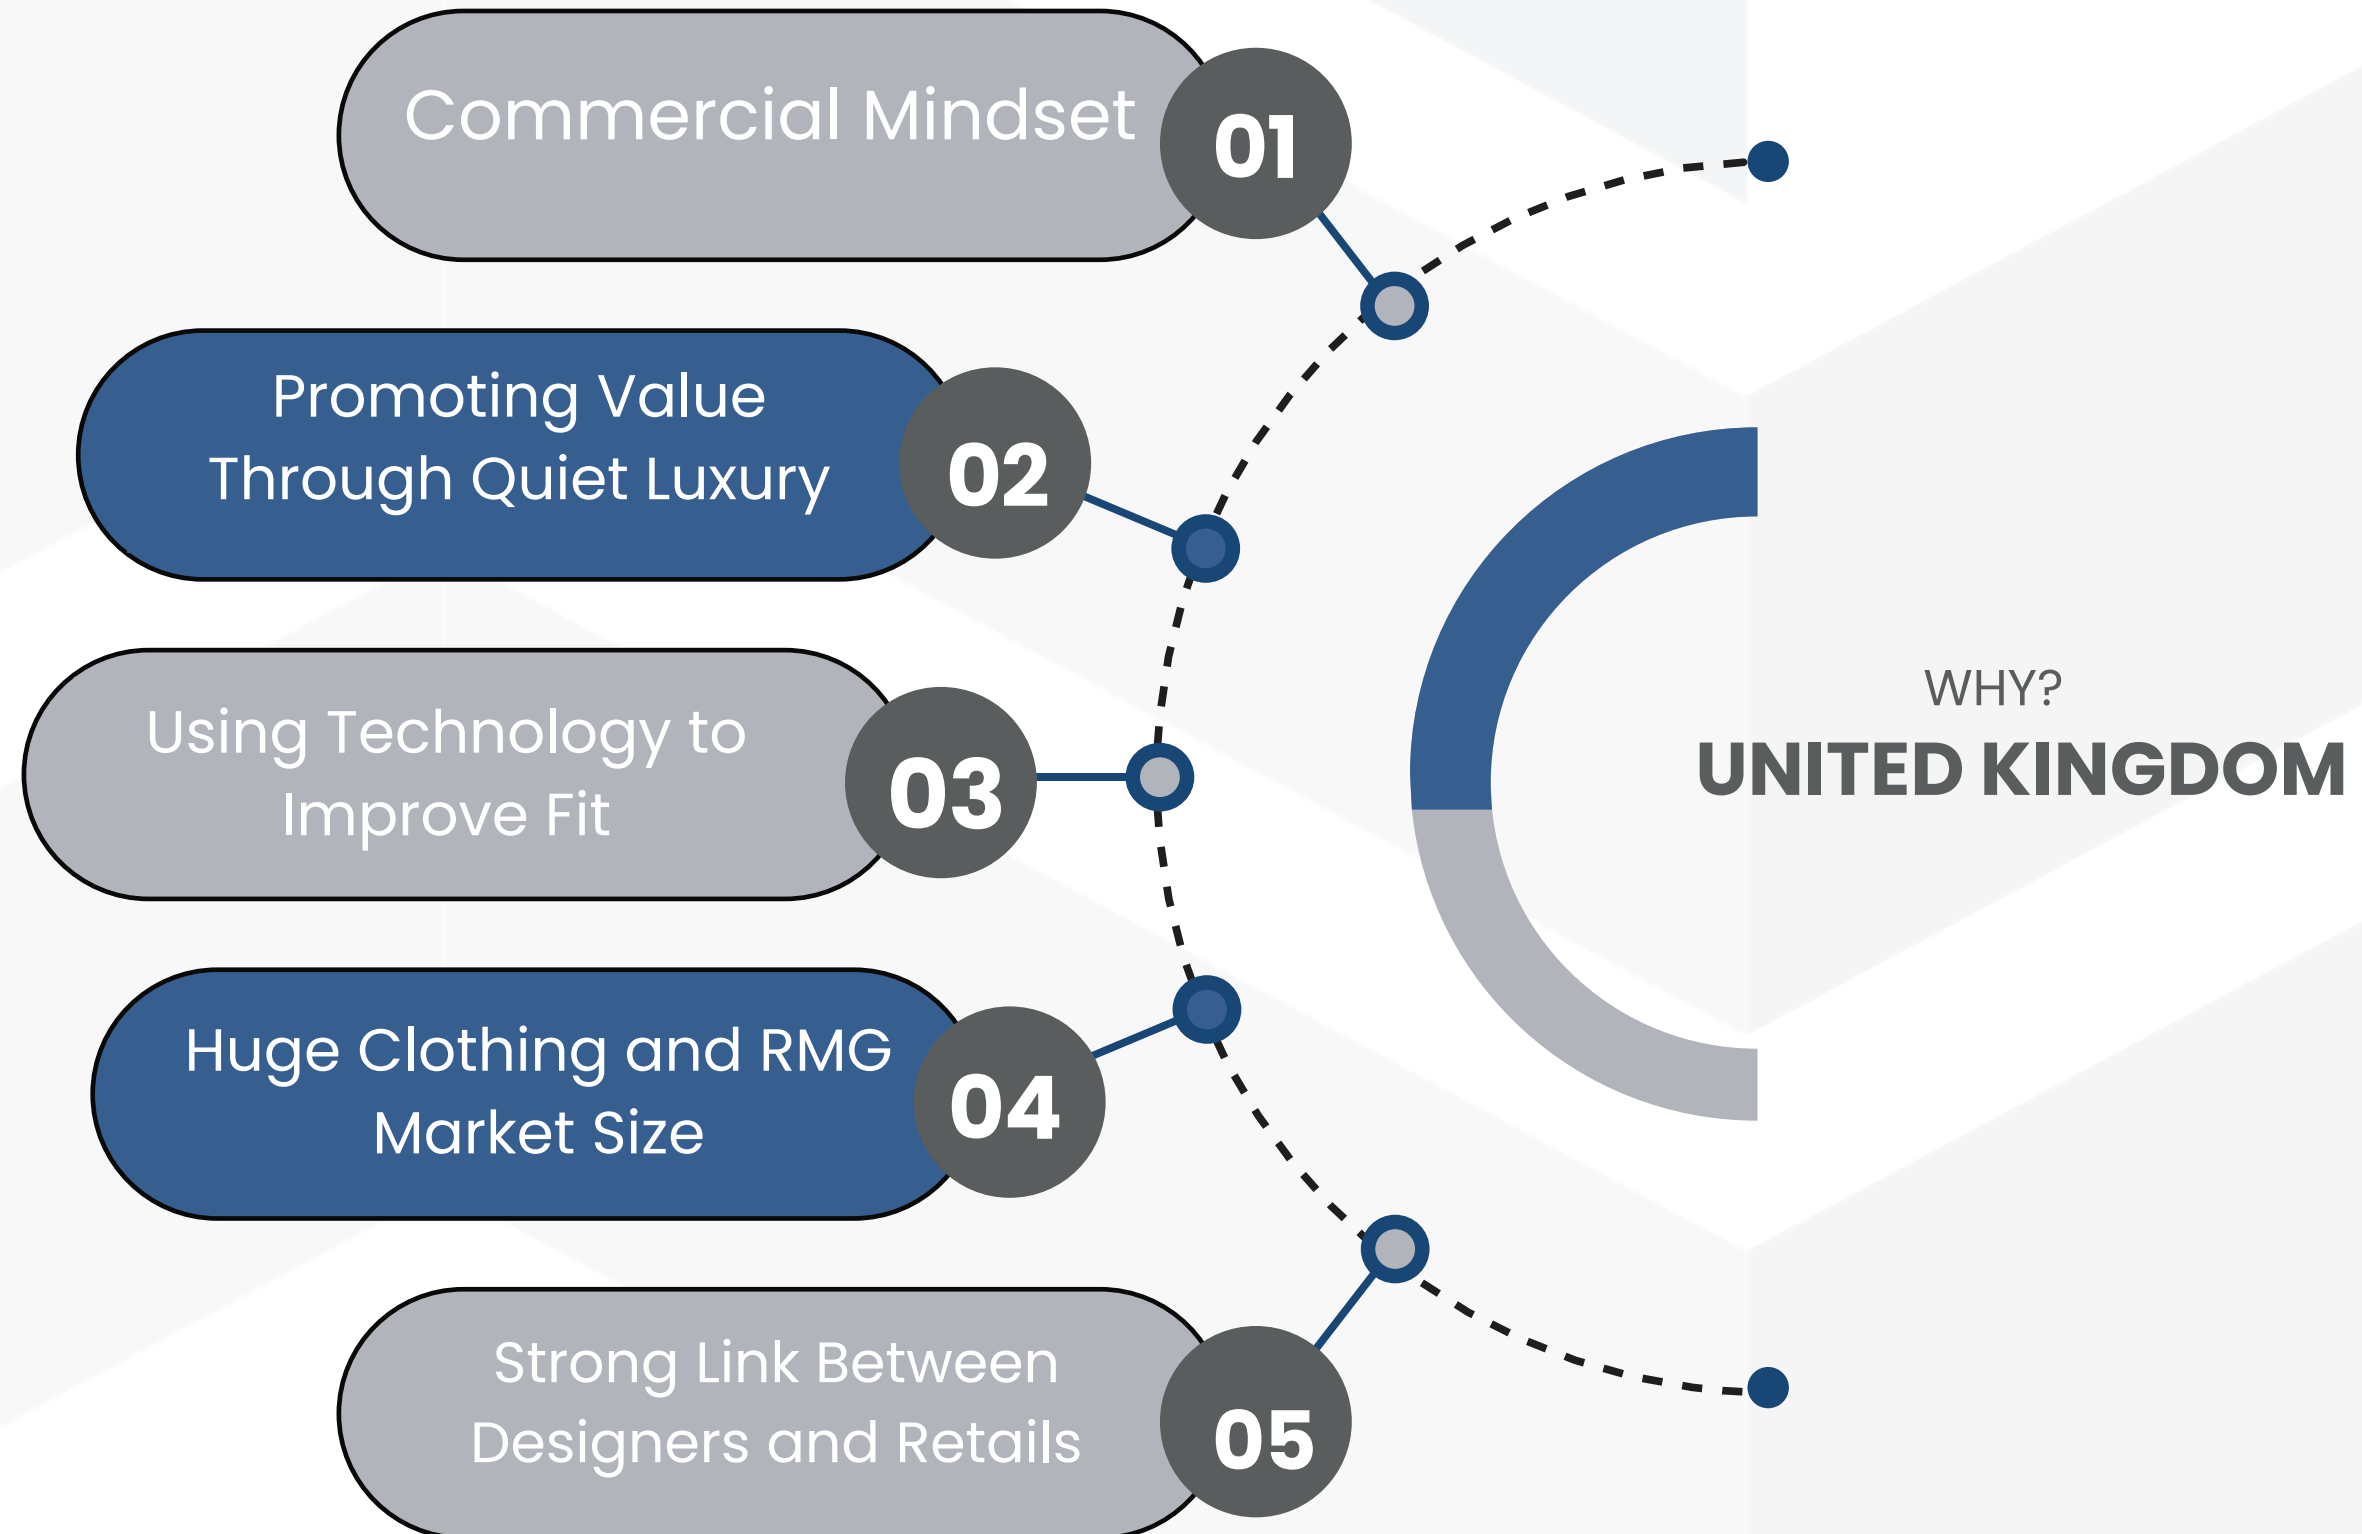 Commercial Mindset
01
Promoting Value
Through Quiet Luxury
02
Using Technology to
Improve Fit
03
Huge Clothing and RMG
Market Size
04
Strong Link Between
Designers and Retails
05
WHY?
UNITED KINGDOM